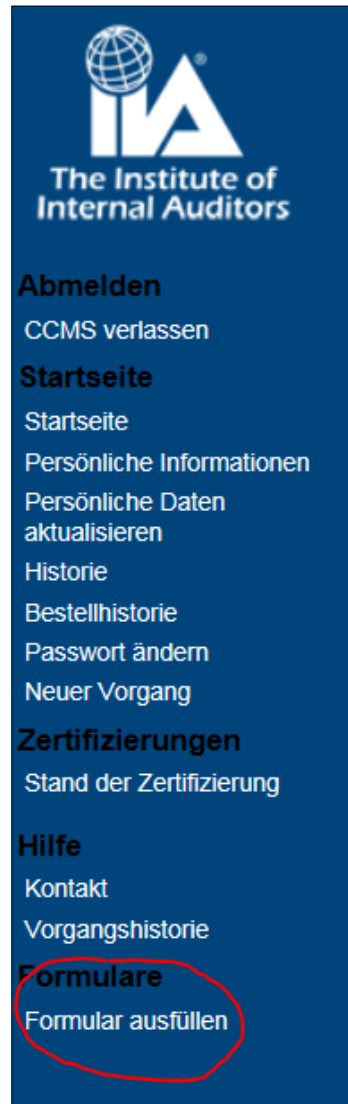 IIA
®
The Institute of
Internal Auditors
Abmelden
CCMS verlassen
Startseite
Startseite
Persönliche Informationen
Persönliche Daten
aktualisieren
Historie
Bestellhistorie
Passwort ändern
Neuer Vorgang
Zertifizierungen
Stand der Zertifizierung
Hilfe
Kontakt
Vorgangshistorie
Formulare
Formular ausfüllen